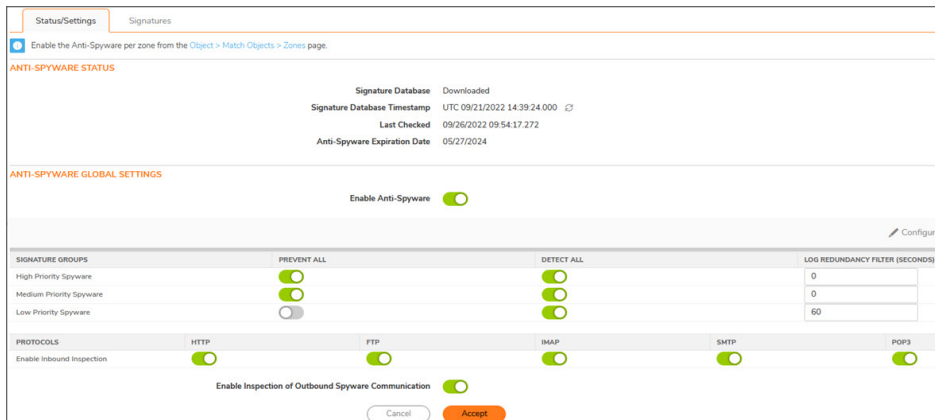 Status/Settings Signatures
Enable the Anti-Spyware per zone from the Object > Match Objects > Zones page.
ANTI-SPYWARE STATUS
Signature Database Downloaded
Signature Database Timestamp UTC 09/21/2022 14:39:24.000
Last Checked 09/26/2022 09:54:17.272
Anti-Spyware Expiration Date 05/27/2024
ANTI-SPYWARE GLOBAL SETTINGS
Enable Anti-Spyware
Configur
SIGNATURE GROUPS PREVENT ALL DETECT ALL LOG REDUNDANCY FILTER (SECONDS)
High Priority Spyware 0
Medium Priority Spyware 0
Low Priority Spyware 60
PROTOCOLS HTTP FTP IMAP SMTP POP3
Enable Inbound Inspection
Enable Inspection of Outbound Spyware Communication
Cancel Accept